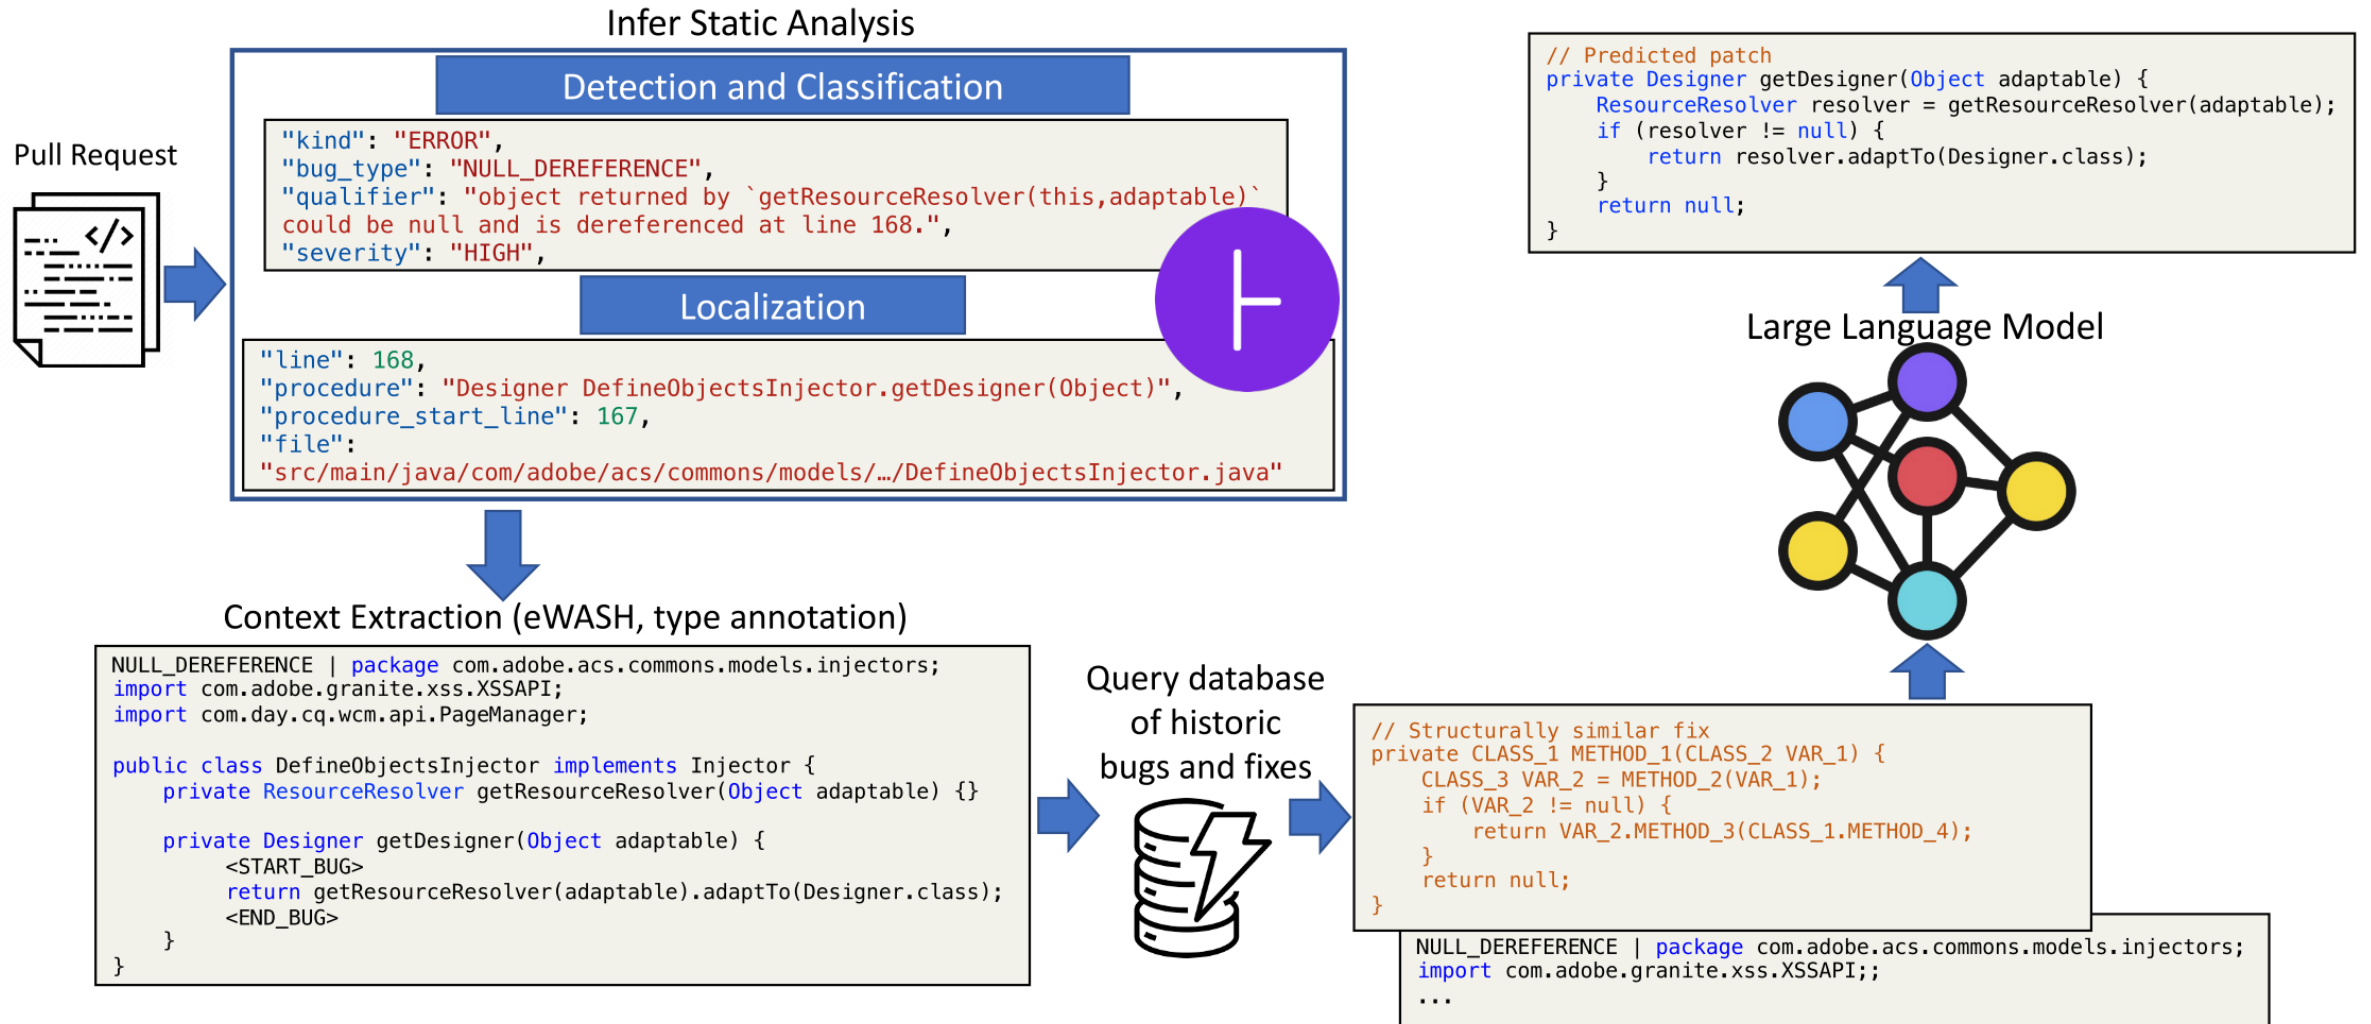 Infer Static Analysis
Pull Request
</>
Detection and Classification
"kind": "ERROR",
"bug_type": "NULL_DEREFERENCE",
"qualifier": "object returned by `getResourceResolver(this,adaptable)`
could be null and is dereferenced at line 168.",
"severity": "HIGH",
Localization
"line": 168,
"procedure": "Designer DefineObjectsInjector.getDesigner(Object)",
"procedure_start_line": 167,
"file":
"src/main/java/com/adobe/acs/commons/models/…/DefineObjectsInjector.java"
Context Extraction (eWASH, type annotation)
NULL_DEREFERENCE | package com.adobe.acs.commons.models.injectors;
import com.adobe.granite.xss.XSSAPI;
import com.day.cq.wcm.api.PageManager;
public class DefineObjectsInjector implements Injector {
private ResourceResolver getResourceResolver(Object adaptable) {}
private Designer getDesigner(Object adaptable) {
<START_BUG>
return getResourceResolver(adaptable).adaptTo(Designer.class);
<END_BUG>
}
}
Query database
of historic
bugs and fixes
// Structurally similar fix
private CLASS_1 METHOD_1(CLASS_2 VAR_1) {
CLASS_3 VAR_2 = METHOD_2(VAR_1);
if (VAR_2 != null) {
return VAR_2.METHOD_3(CLASS_1.METHOD_4);
}
return null;
}
NULL_DEREFERENCE | package com.adobe.acs.commons.models.injectors;
import com.adobe.granite.xss.XSSAPI;;
...
Large Language Model
// Predicted patch
private Designer getDesigner(Object adaptable) {
ResourceResolver resolver = getResourceResolver(adaptable);
if (resolver != null) {
return resolver.adaptTo(Designer.class);
}
return null;
}